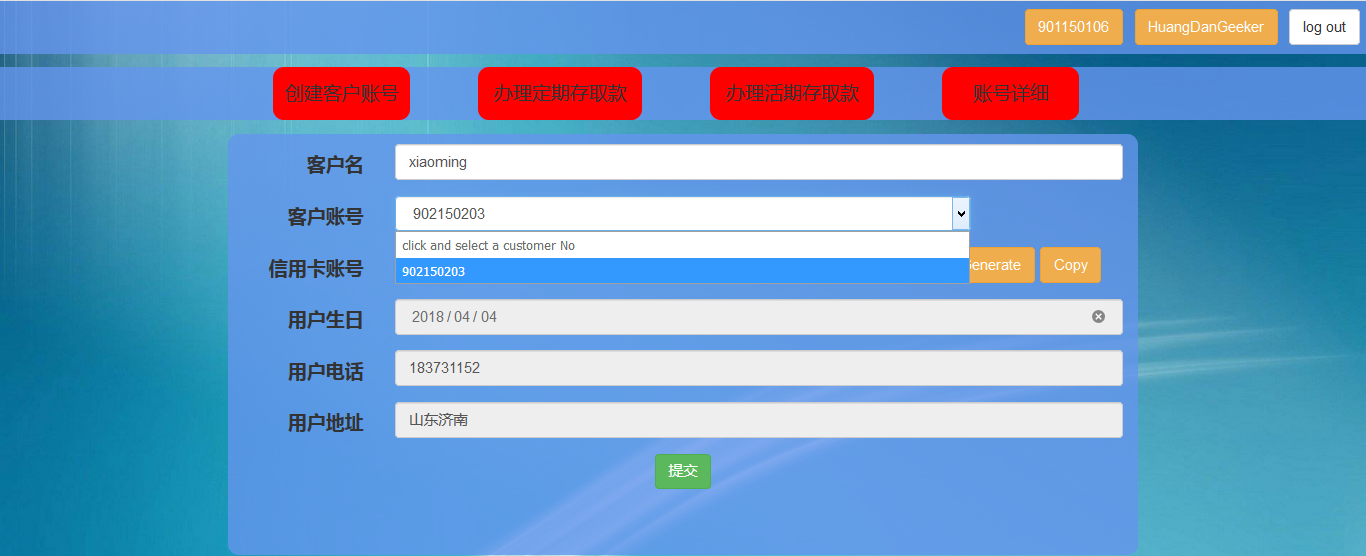 901150106 HuangDanGeeker log out
创建客户账号 办理定期存取款 办理活期存取款 账号详细
客户名 xiaoming
客户账号 902150203
click and select a customer No
信用卡账号 902150203 enerate Copy
用户生日 2018 / 04 / 04
用户电话 183731152
用户地址 山东济南
提交